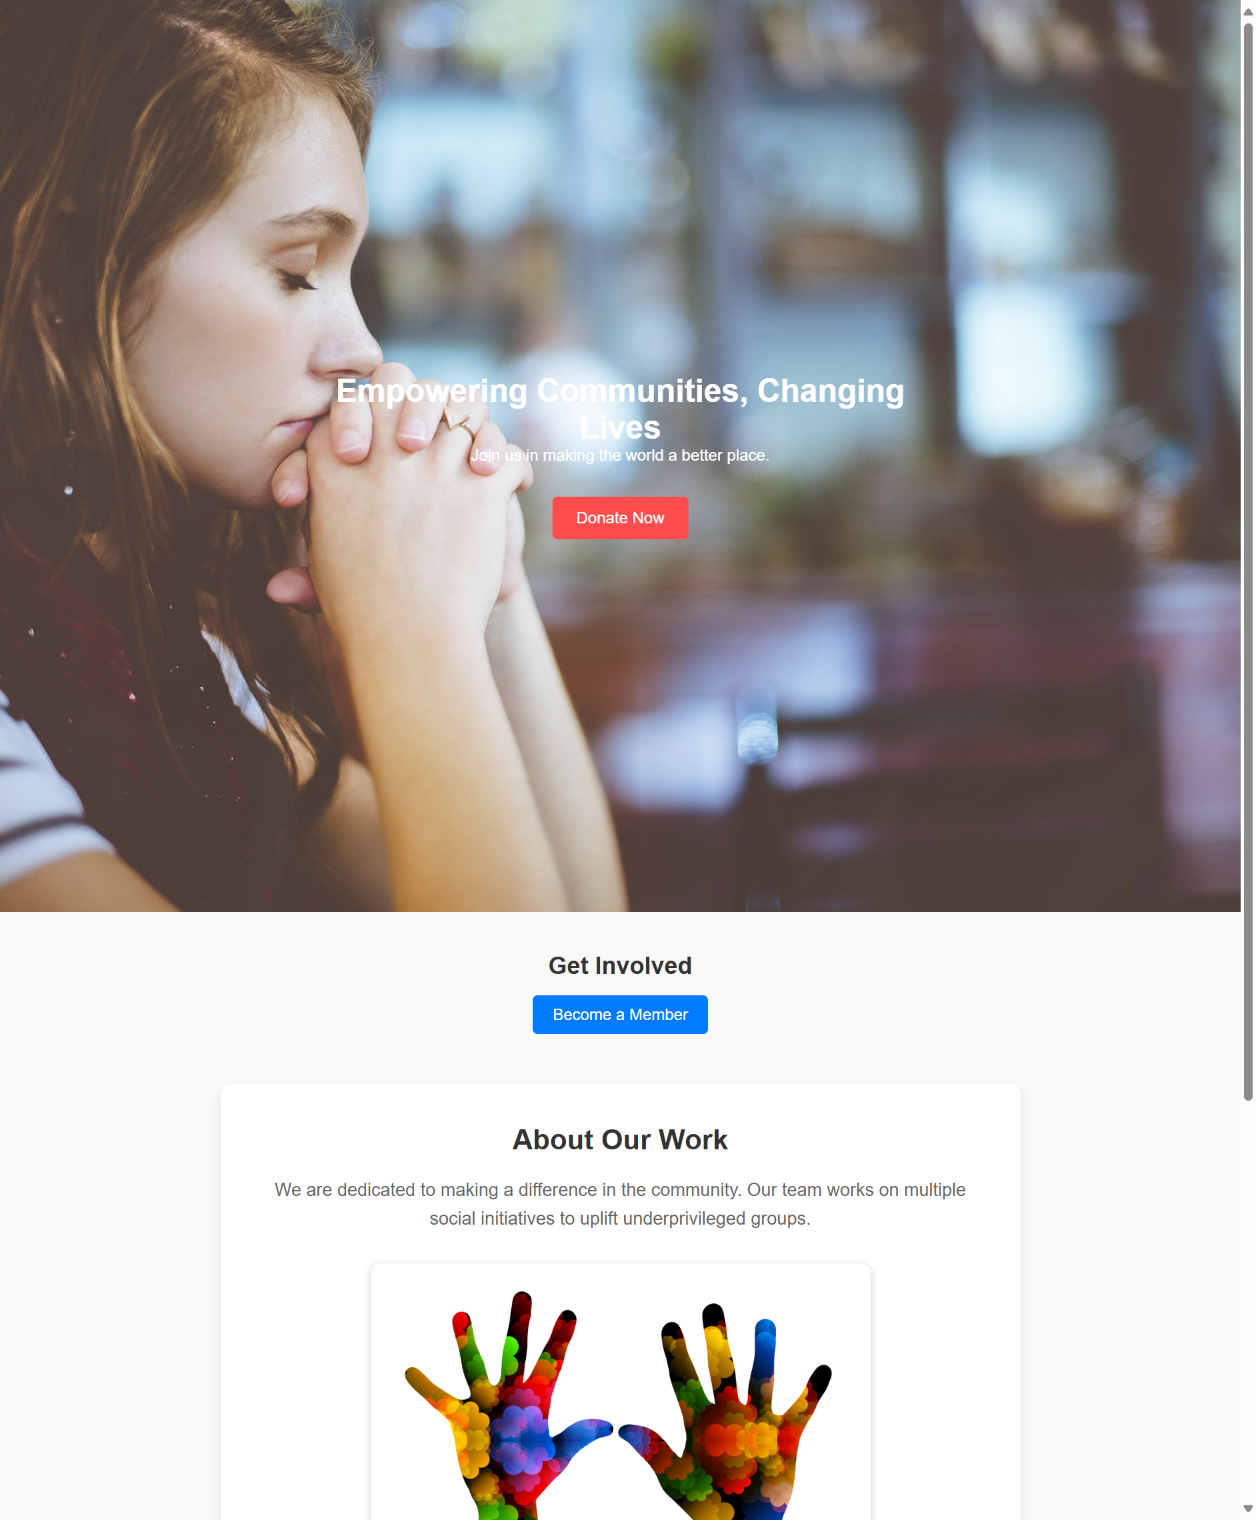 Empowering Communities, Changing
Lives
Join us in making the world a better place.
Donate Now
Get Involved
Become a Member
About Our Work
We are dedicated to making a difference in the community. Our team works on multiple
social initiatives to uplift underprivileged groups.